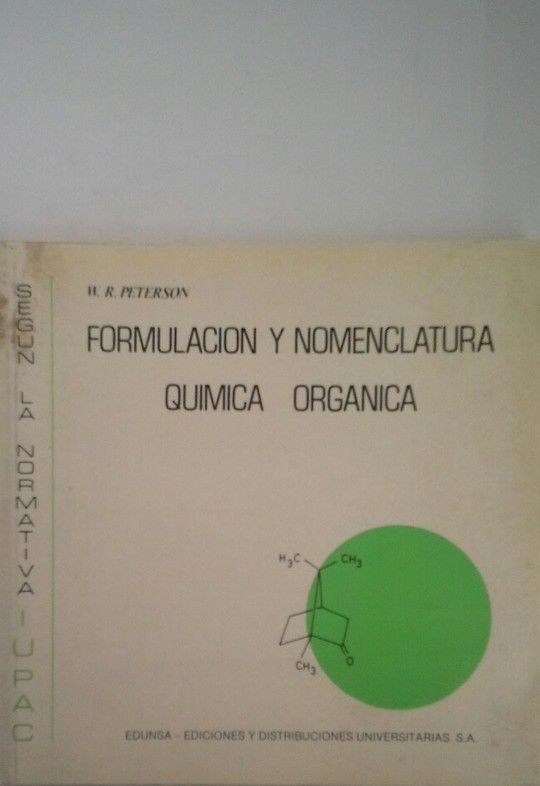 W. R. PETERSON
FORMULACION Y NOMENCLATURA
QUIMICA ORGANICA
SEGUN LA NORMATIVA IUPAC
H₃C
CH₃
CH₃
O
EDUNSA – EDICIONES Y DISTRIBUCIONES UNIVERSITARIAS. S.A.